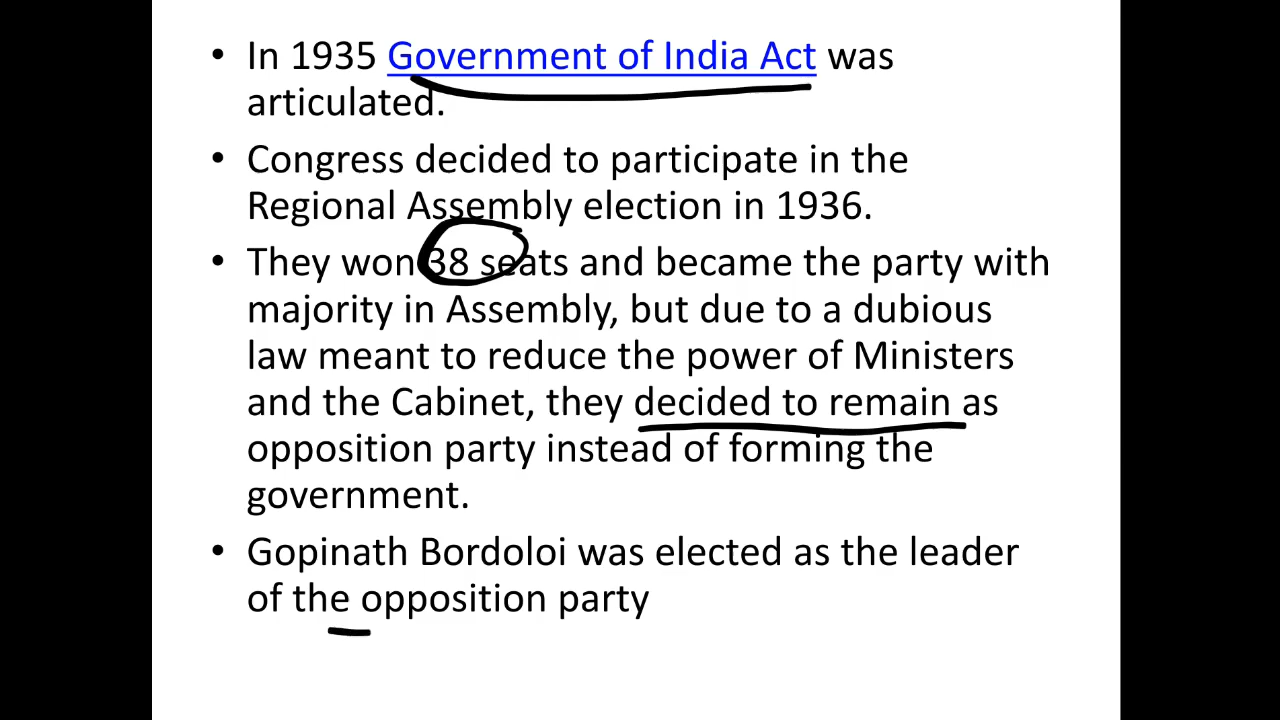 • In 1935 Government of India Act was
articulated.
• Congress decided to participate in the
Regional Assembly election in 1936.
• They won 38 seats and became the party with
majority in Assembly, but due to a dubious
law meant to reduce the power of Ministers
and the Cabinet, they decided to remain as
opposition party instead of forming the
government.
• Gopinath Bordoloi was elected as the leader
of the opposition party